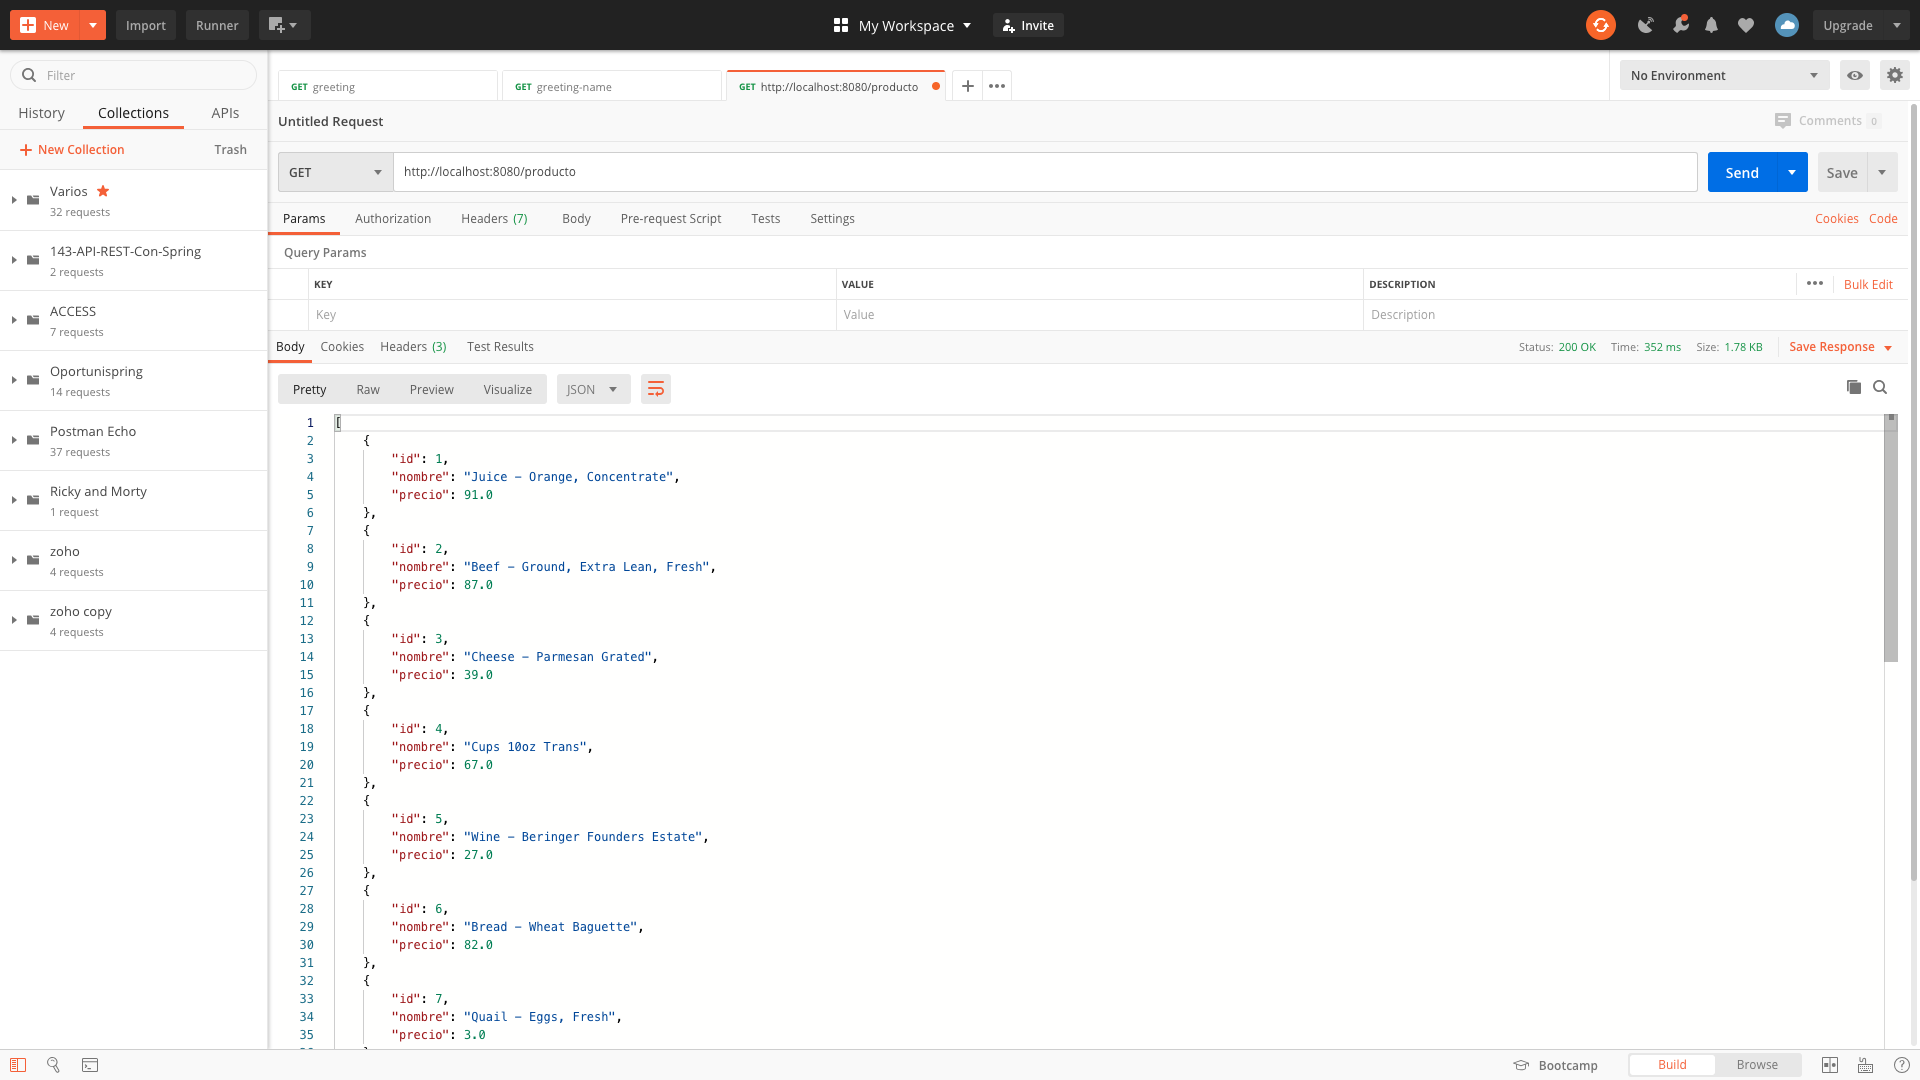 New Import Runner My Workspace Invite Upgrade
Filter
History Collections APIs
New Collection Trash
Varios
32 requests
143-API-REST-Con-Spring
2 requests
ACCESS
7 requests
Oportunispring
14 requests
Postman Echo
37 requests
Ricky and Morty
1 request
zoho
4 requests
zoho copy
4 requests
GET greeting GET greeting-name GET http://localhost:8080/producto No Environment
Untitled Request Comments 0
GET http://localhost:8080/producto Send Save
Params Authorization Headers (7) Body Pre-request Script Tests Settings Cookies Code
Query Params
KEY VALUE DESCRIPTION Bulk Edit
Key Value Description
Body Cookies Headers (3) Test Results Status: 200 OK Time: 352 ms Size: 1.78 KB Save Response
Pretty Raw Preview Visualize JSON
1 [
2 {
3 "id": 1,
4 "nombre": "Juice - Orange, Concentrate",
5 "precio": 91.0
6 },
7 {
8 "id": 2,
9 "nombre": "Beef - Ground, Extra Lean, Fresh",
10 "precio": 87.0
11 },
12 {
13 "id": 3,
14 "nombre": "Cheese - Parmesan Grated",
15 "precio": 39.0
16 },
17 {
18 "id": 4,
19 "nombre": "Cups 10oz Trans",
20 "precio": 67.0
21 },
22 {
23 "id": 5,
24 "nombre": "Wine - Beringer Founders Estate",
25 "precio": 27.0
26 },
27 {
28 "id": 6,
29 "nombre": "Bread - Wheat Baguette",
30 "precio": 82.0
31 },
32 {
33 "id": 7,
34 "nombre": "Quail - Eggs, Fresh",
35 "precio": 3.0
Bootcamp Build Browse